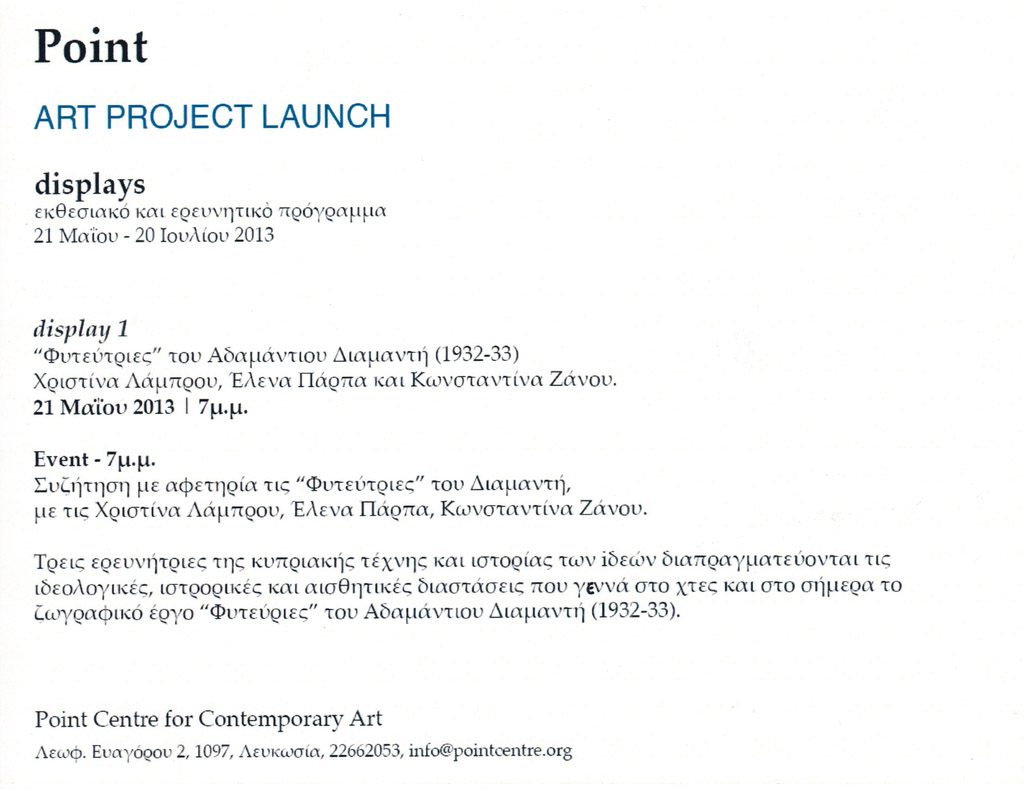 Point
ART PROJECT LAUNCH
displays
εκθεσιακό και ερευνητικὸ πρόγραμμα
21 Μαΐου - 20 Ιουλίου 2013
display 1
“Φυτεύτριες” του Αδαμάντιου Διαμαντή (1932-33)
Χριστίνα Λάμπρου, Έλενα Πάρπα και Κωνσταντίνα Ζάνου.
21 Μαΐου 2013 | 7μ.μ.
Event - 7μ.μ.
Συζήτηση με αφετηρία τις “Φυτεύτριες” του Διαμαντή,
με τις Χριστίνα Λάμπρου, Έλενα Πάρπα, Κωνσταντίνα Ζάνου.
Τρεις ερευνήτριες της κυπριακής τέχνης και ιστορίας των ιδεών διαπραγματεύονται τις
ιδεολογικές, ιστρορικές και αισθητικές διαστάσεις που γεννά στο χτες και στο σήμερα το
ζωγραφικό έργο “Φυτεύριες” του Αδαμάντιου Διαμαντή (1932-33).
Point Centre for Contemporary Art
Λεωφ. Ευαγόρου 2, 1097, Λευκωσία, 22662053, info@pointcentre.org